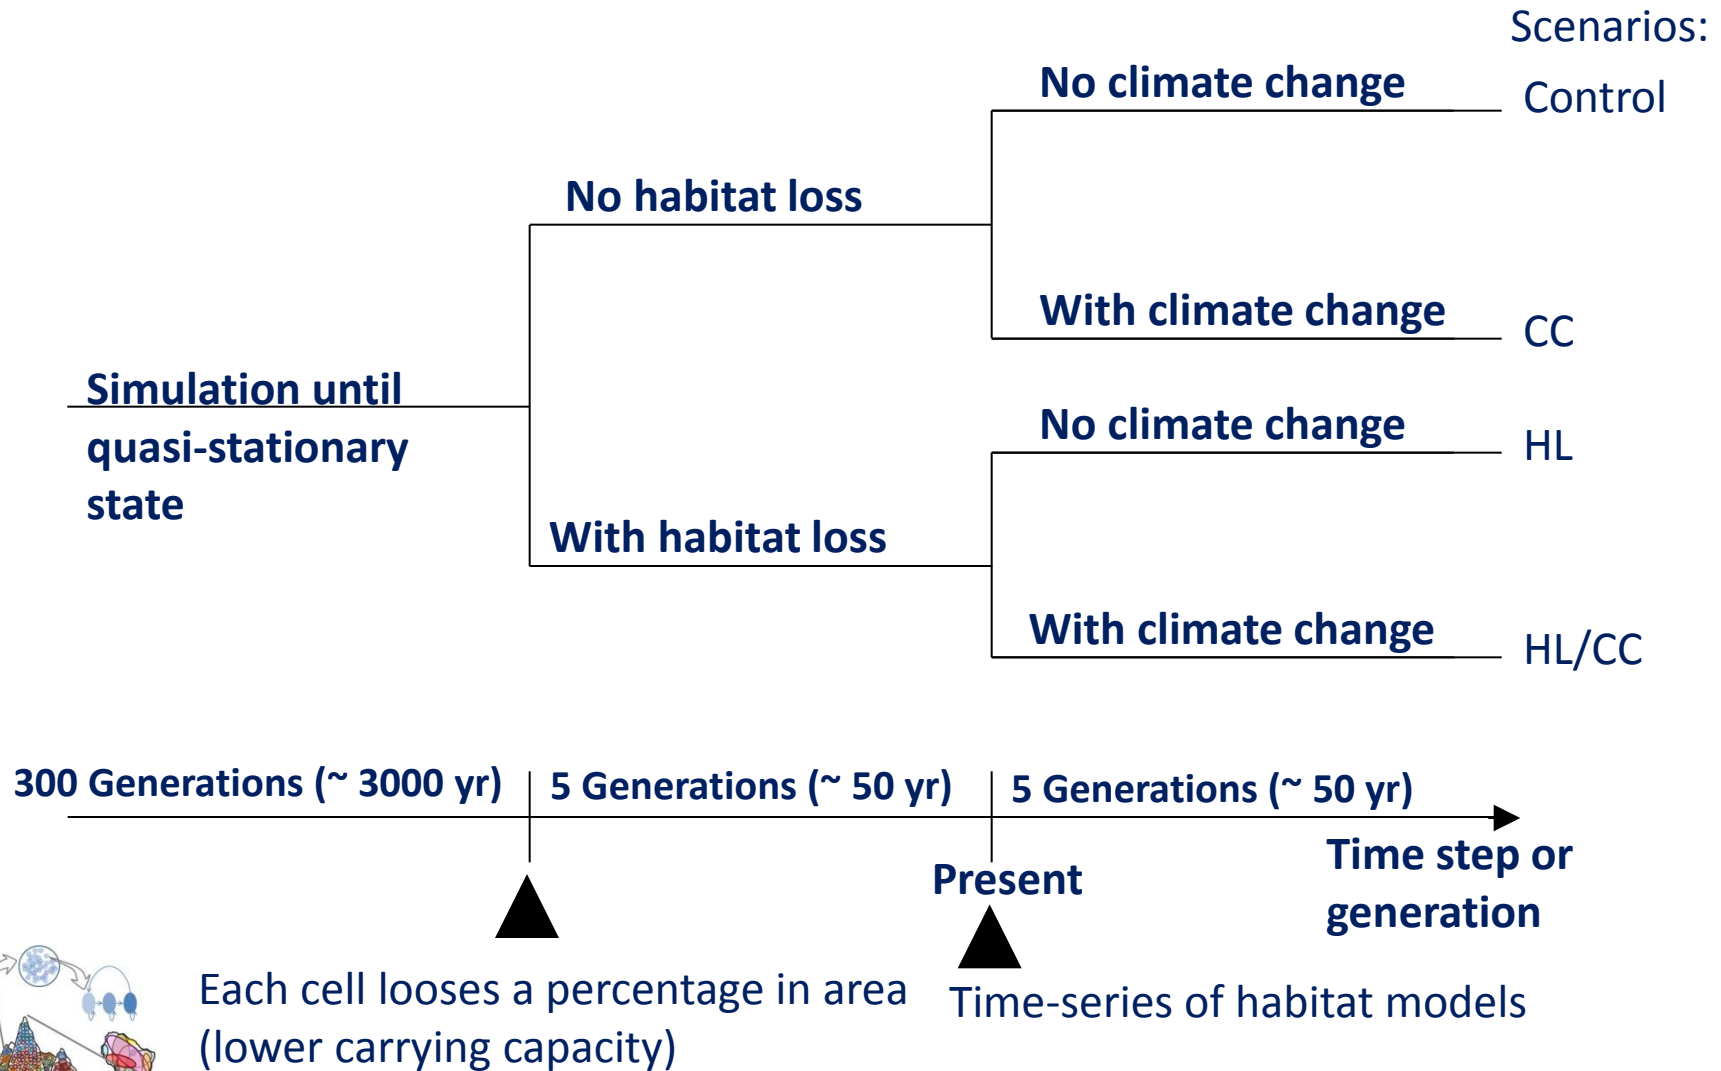 Scenarios:
No climate change
Control
No habitat loss
With climate change
CC
Simulation until
quasi-stationary
state
No climate change
HL
With habitat loss
With climate change
HL/CC
300 Generations (~ 3000 yr)
5 Generations (~ 50 yr)
5 Generations (~ 50 yr)
Present
Time step or
generation
Each cell looses a percentage in area
(lower carrying capacity)
Time-series of habitat models